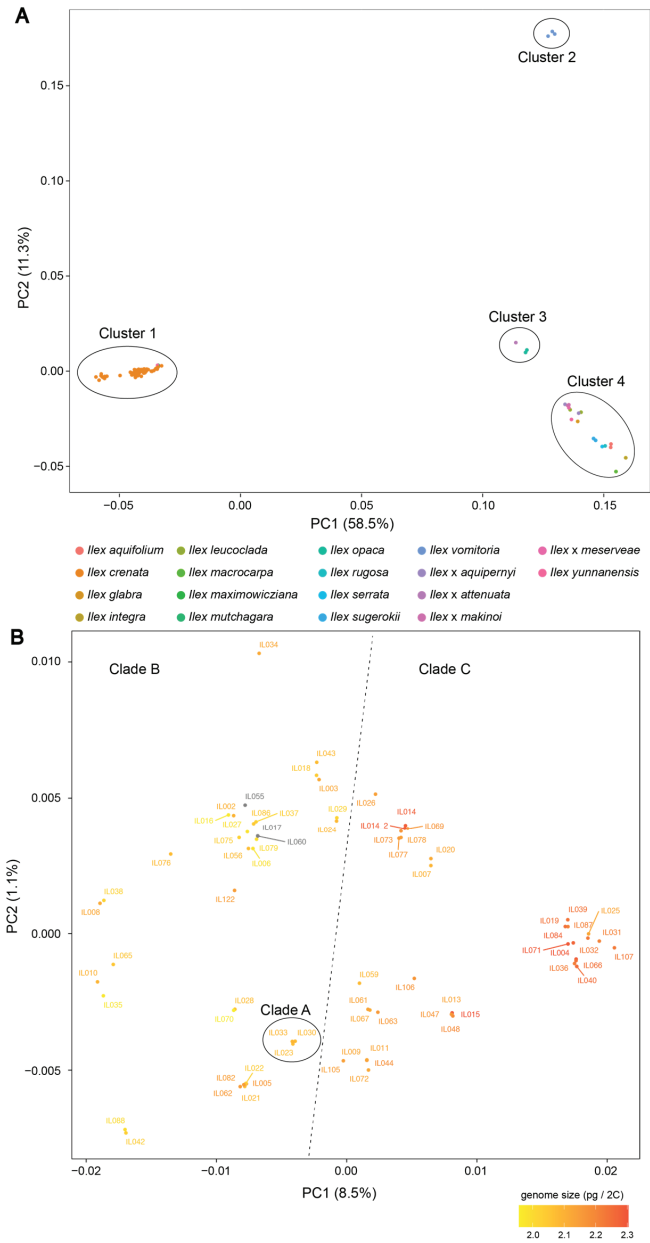 A
Cluster 2
0.15
0.10
PC2 (11.3%)
0.05
Cluster 3
Cluster 1
0.00
Cluster 4
−0.05
−0.05
0.00
0.05
0.10
0.15
PC1 (58.5%)
Ilex aquifolium
Ilex leucoclada
Ilex opaca
Ilex vomitoria
Ilex x meserveae
Ilex crenata
Ilex macrocarpa
Ilex rugosa
Ilex x aquipernyi
Ilex yunnanensis
Ilex glabra
Ilex maximowicziana
Ilex serrata
Ilex x attenuata
Ilex integra
Ilex mutchagara
Ilex sugerokii
Ilex x makinoi
B
0.010
IL034
Clade B
Clade C
IL043
IL018
IL003
IL026
IL055
0.005
IL002
IL086
IL037
IL029
IL014
IL016
IL017
IL024
IL014_2
IL069
IL075
IL079
IL060
IL073
IL078
IL056
IL077
IL020
IL076
IL007
IL122
IL038
IL008
IL039
IL019
IL087
IL025
0.000
IL084
IL031
IL071
IL004
IL032
IL107
IL065
IL036
IL066
IL010
IL059
IL106
IL040
IL035
IL028
IL061
IL013
IL070
IL067
IL063
IL047
IL015
IL048
Clade A
IL033
IL030
IL023
IL009
IL011
IL105
IL044
IL072
−0.005
IL022
IL082
IL005
IL062
IL021
IL068
IL042
PC2 (1.1%)
−0.02
−0.01
0.00
0.01
0.02
PC1 (8.5%)
genome size (pg / 2C)
2.0
2.1
2.2
2.3